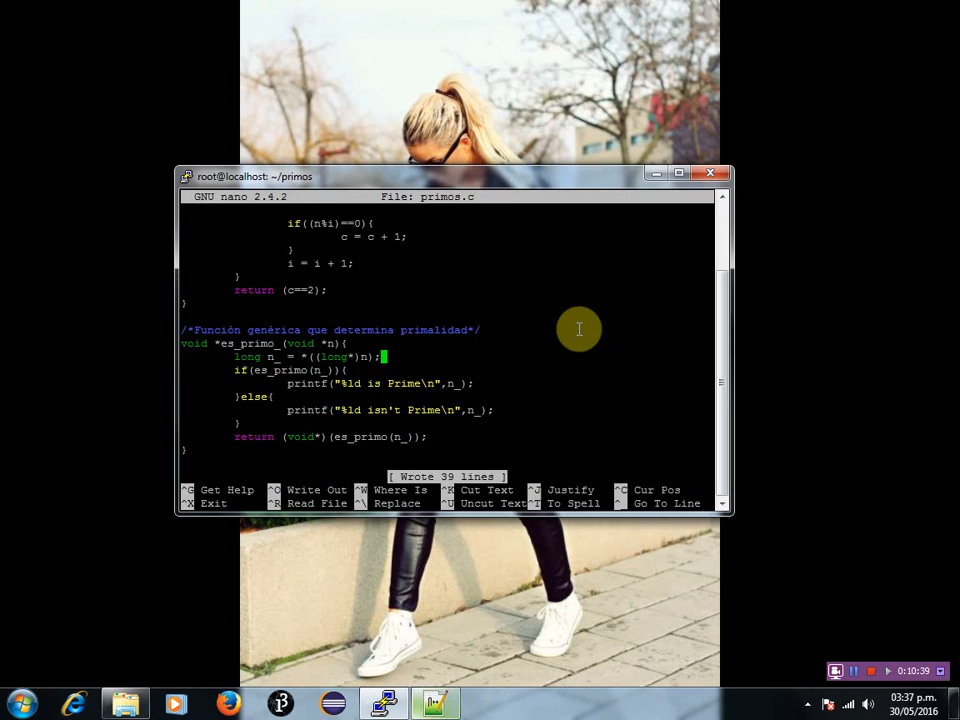 root@localhost: ~/primos
GNU nano 2.4.2 File: primos.c
if((n%i)==0){
c = c + 1;
}
i = i + 1;
}
return (c==2);
}
/*Función genérica que determina primalidad*/
void *es_primo_(void *n){
long n_ = *((long*)n);
if(es_primo(n_)){
printf("%ld is Prime\n",n_);
}else{
printf("%ld isn't Prime\n",n_);
}
return (void*)(es_primo(n_));
}
[ Wrote 39 lines ]
^G Get Help ^O Write Out ^W Where Is ^K Cut Text ^J Justify ^C Cur Pos
^X Exit ^R Read File ^\ Replace ^U Uncut Text ^T To Spell ^_ Go To Line
0:10:39
03:37 p.m.
30/05/2016